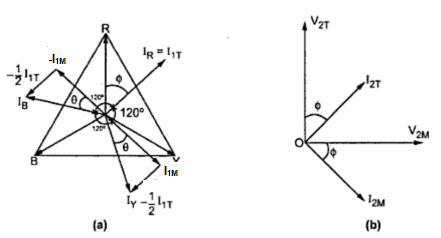 R
-I1M
IR = I1T
-½ I1T
ϕ
θ
120°
IB
120°
120°
θ
B
Y
I1M
IY -½ I1T
(a)
V2T
I2T
ϕ
O
V2M
ϕ
I2M
(b)